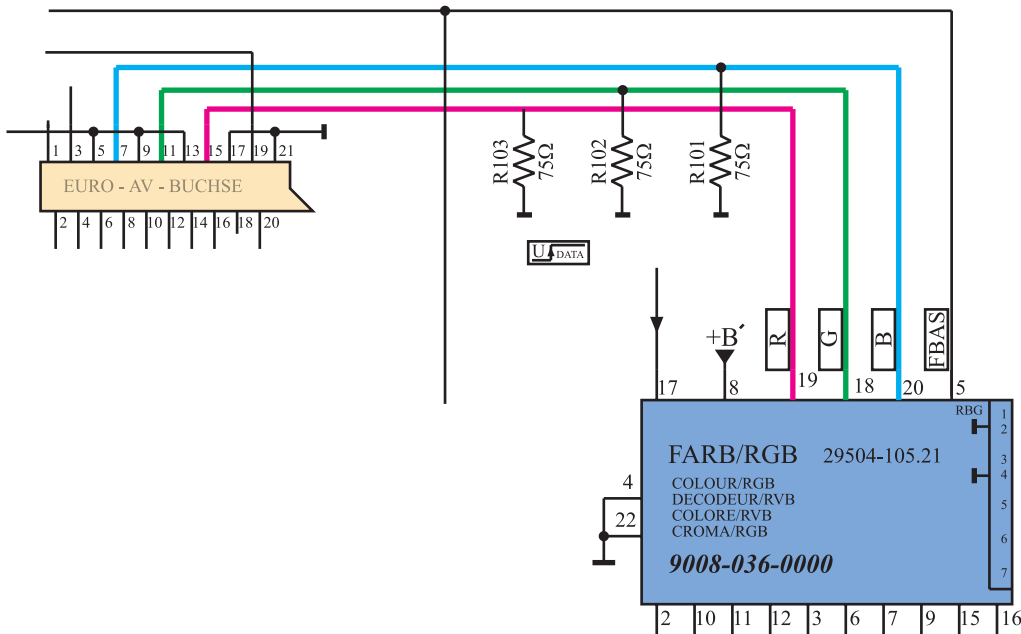 1 3 5 7 9 11 13 15 17 19 21
EURO - AV - BUCHSE
2 4 6 8 10 12 14 16 18 20
R103
75Ω
R102
75Ω
R101
75Ω
U DATA
+B´
R
G
B
FBAS
17 8 19 18 20 5
RBG
FARB/RGB 29504-105.21
COLOUR/RGB
DECODEUR/RVB
COLORE/RVB
CROMA/RGB
9008-036-0000
4
22
1
2
3
4
5
6
7
2 10 11 12 3 6 7 9 15 16